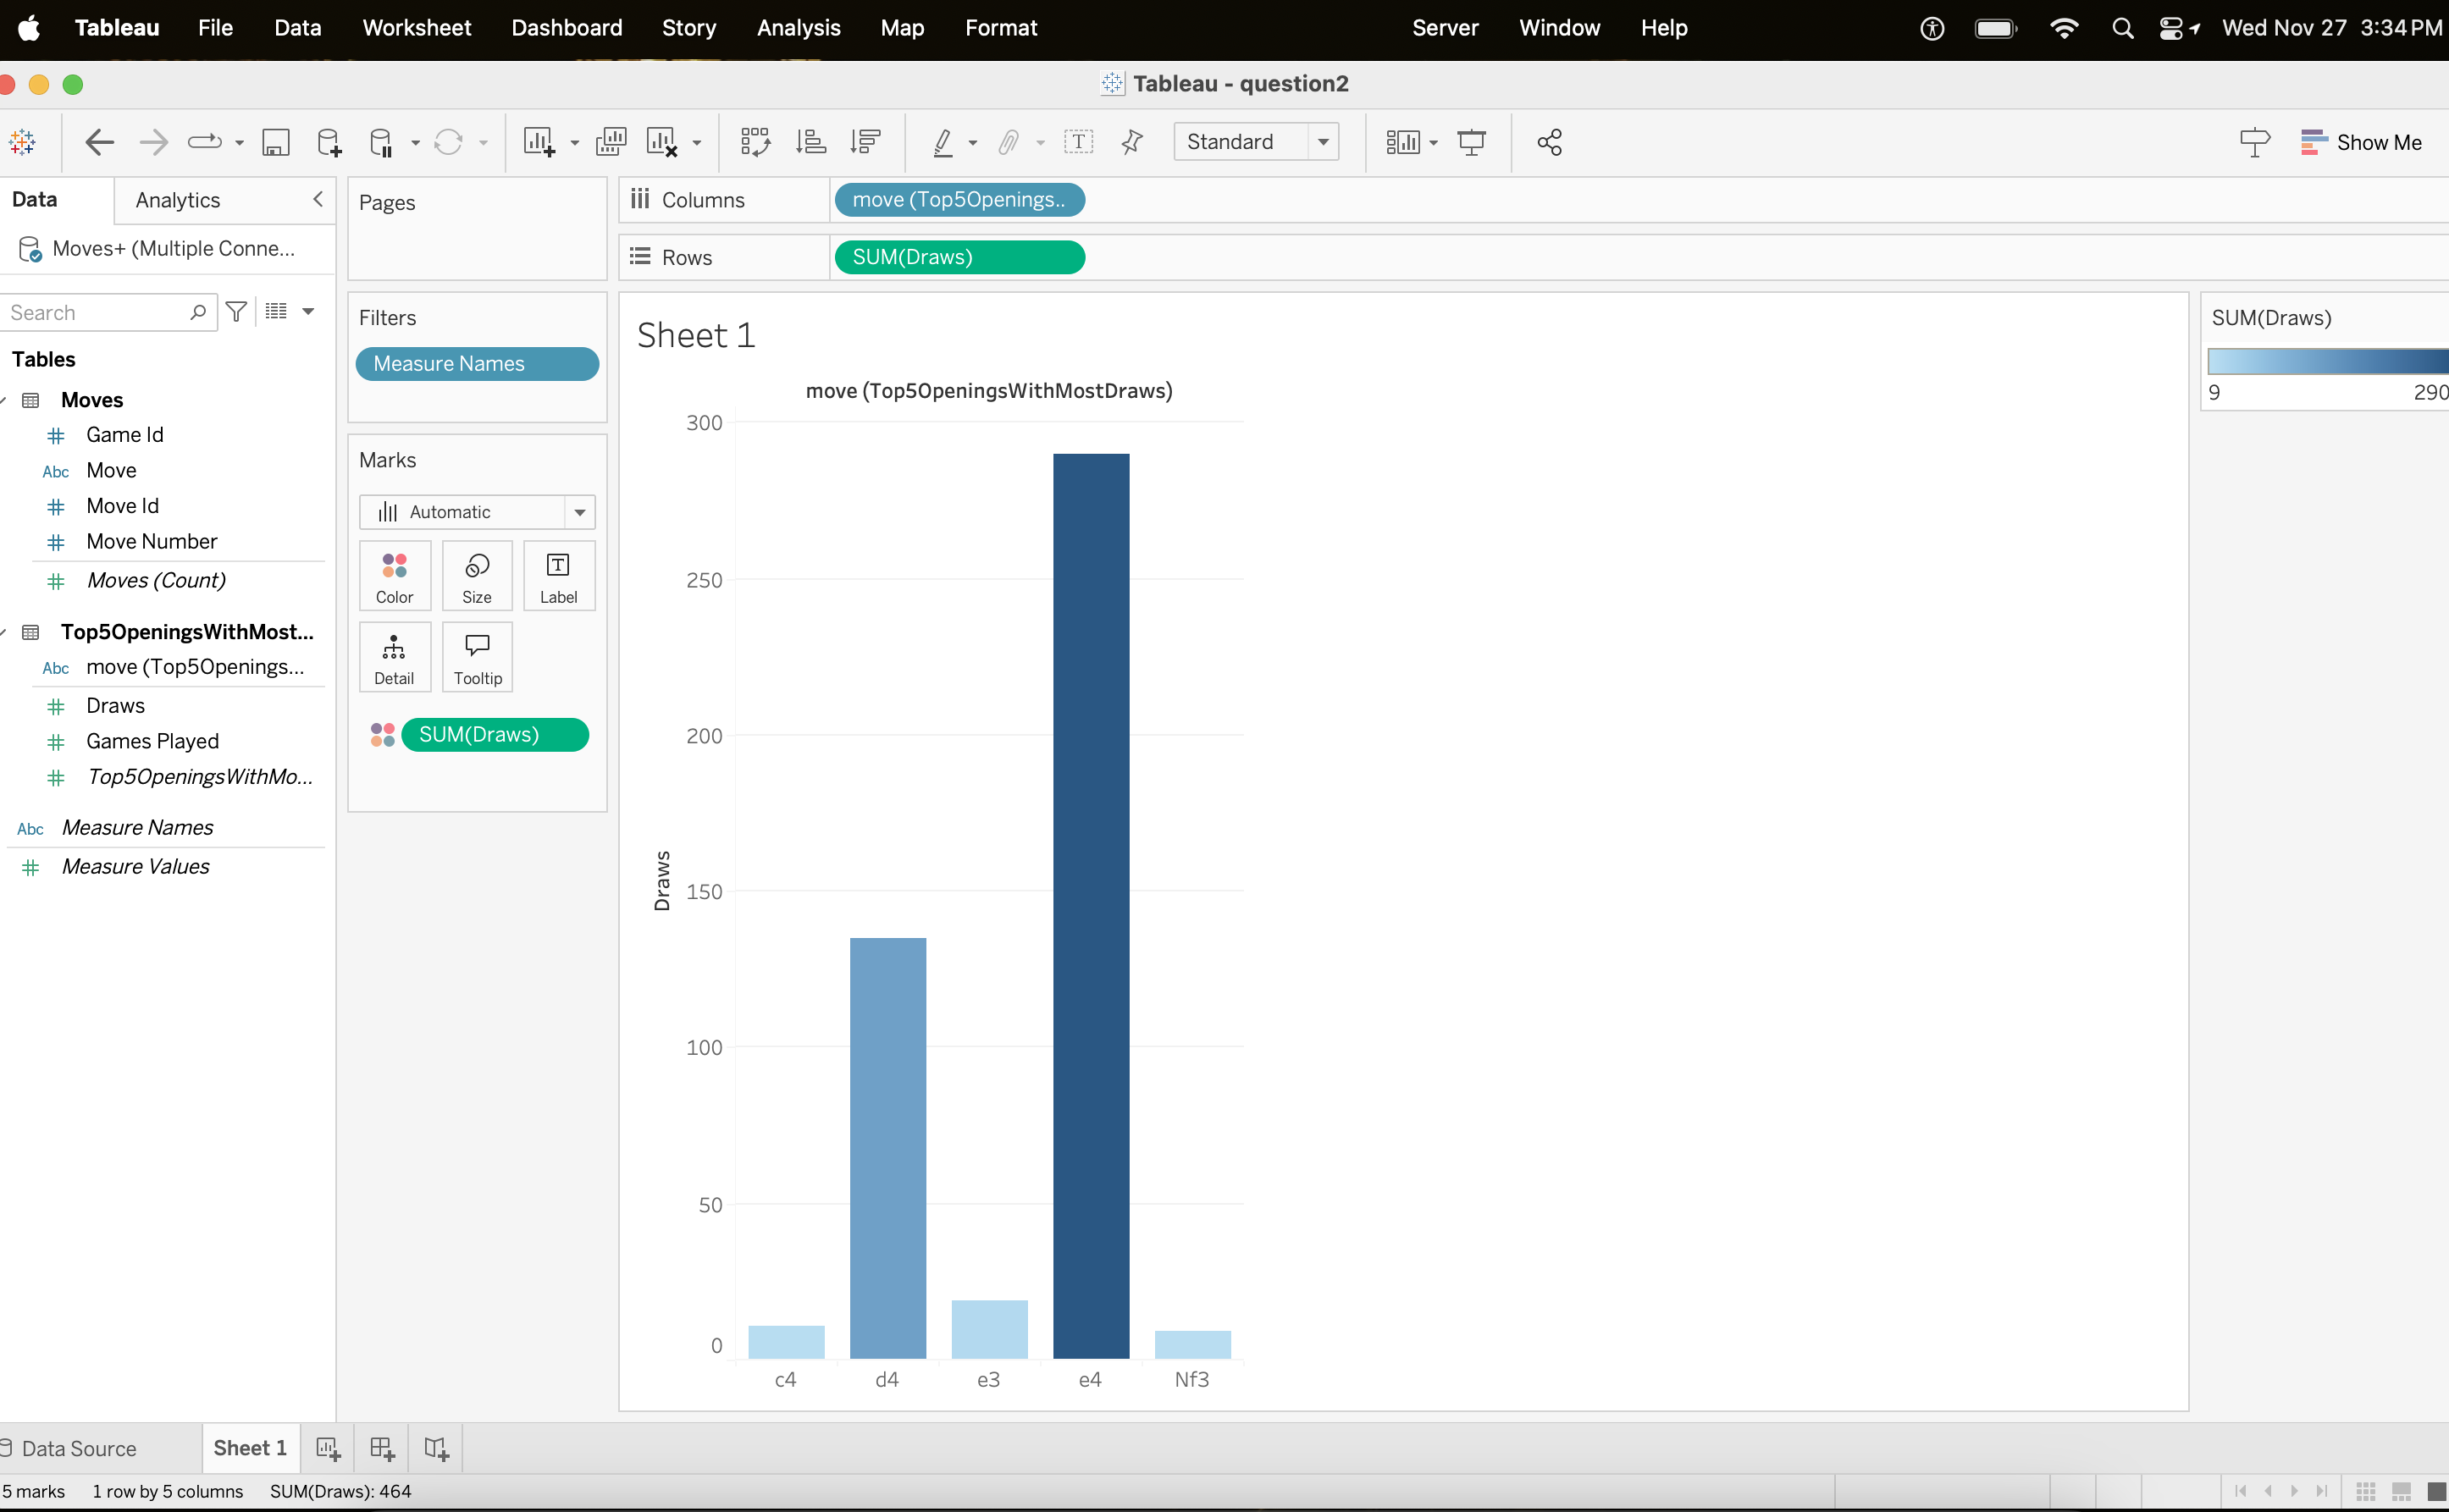 Tableau File Data Worksheet Dashboard Story Analysis Map Format Server Window Help Wed Nov 27 3:34 PM
Tableau - question2
Standard
Show Me
Data
Analytics
Moves+ (Multiple Conne...
Search
Tables
Moves
# Game Id
Abc Move
# Move Id
# Move Number
# Moves (Count)
Top5OpeningsWithMost...
Abc move (Top5Openings...
# Draws
# Games Played
# Top5OpeningsWithMo...
Abc Measure Names
# Measure Values
Pages
Filters
Measure Names
Marks
Automatic
Color
Size
Label
Detail
Tooltip
SUM(Draws)
Columns
move (Top5Openings..
Rows
SUM(Draws)
Sheet 1
move (Top5OpeningsWithMostDraws)
300
250
200
150
100
50
0
Draws
c4 d4 e3 e4 Nf3
SUM(Draws)
9 290
Data Source
Sheet 1
5 marks 1 row by 5 columns SUM(Draws): 464